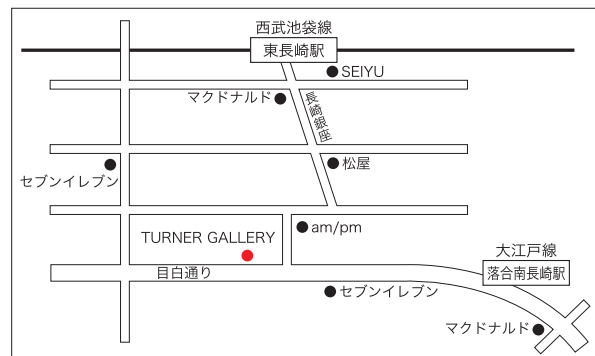 西武池袋線
東長崎駅
SEIYU
マクドナルド
長崎銀座
松屋
セブンイレブン
am/pm
TURNER GALLERY
大江戸線
落合南長崎駅
目白通り
セブンイレブン
マクドナルド